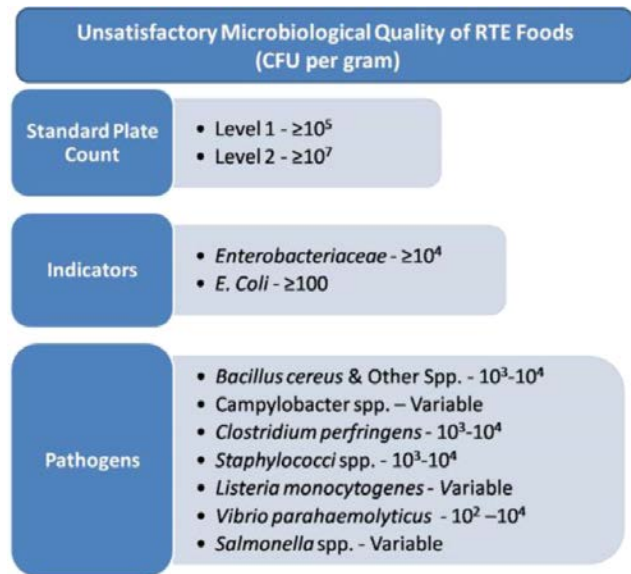 Unsatisfactory Microbiological Quality of RTE Foods
(CFU per gram)
Standard Plate
Count
• Level 1 - ≥10⁵
• Level 2 - ≥10⁷
Indicators
• Enterobacteriaceae - ≥10⁴
• E. Coli - ≥100
Pathogens
• Bacillus cereus & Other Spp. - 10³-10⁴
• Campylobacter spp. – Variable
• Clostridium perfringens - 10³-10⁴
• Staphylococci spp. - 10³-10⁴
• Listeria monocytogenes - Variable
• Vibrio parahaemolyticus - 10² –10⁴
• Salmonella spp. - Variable